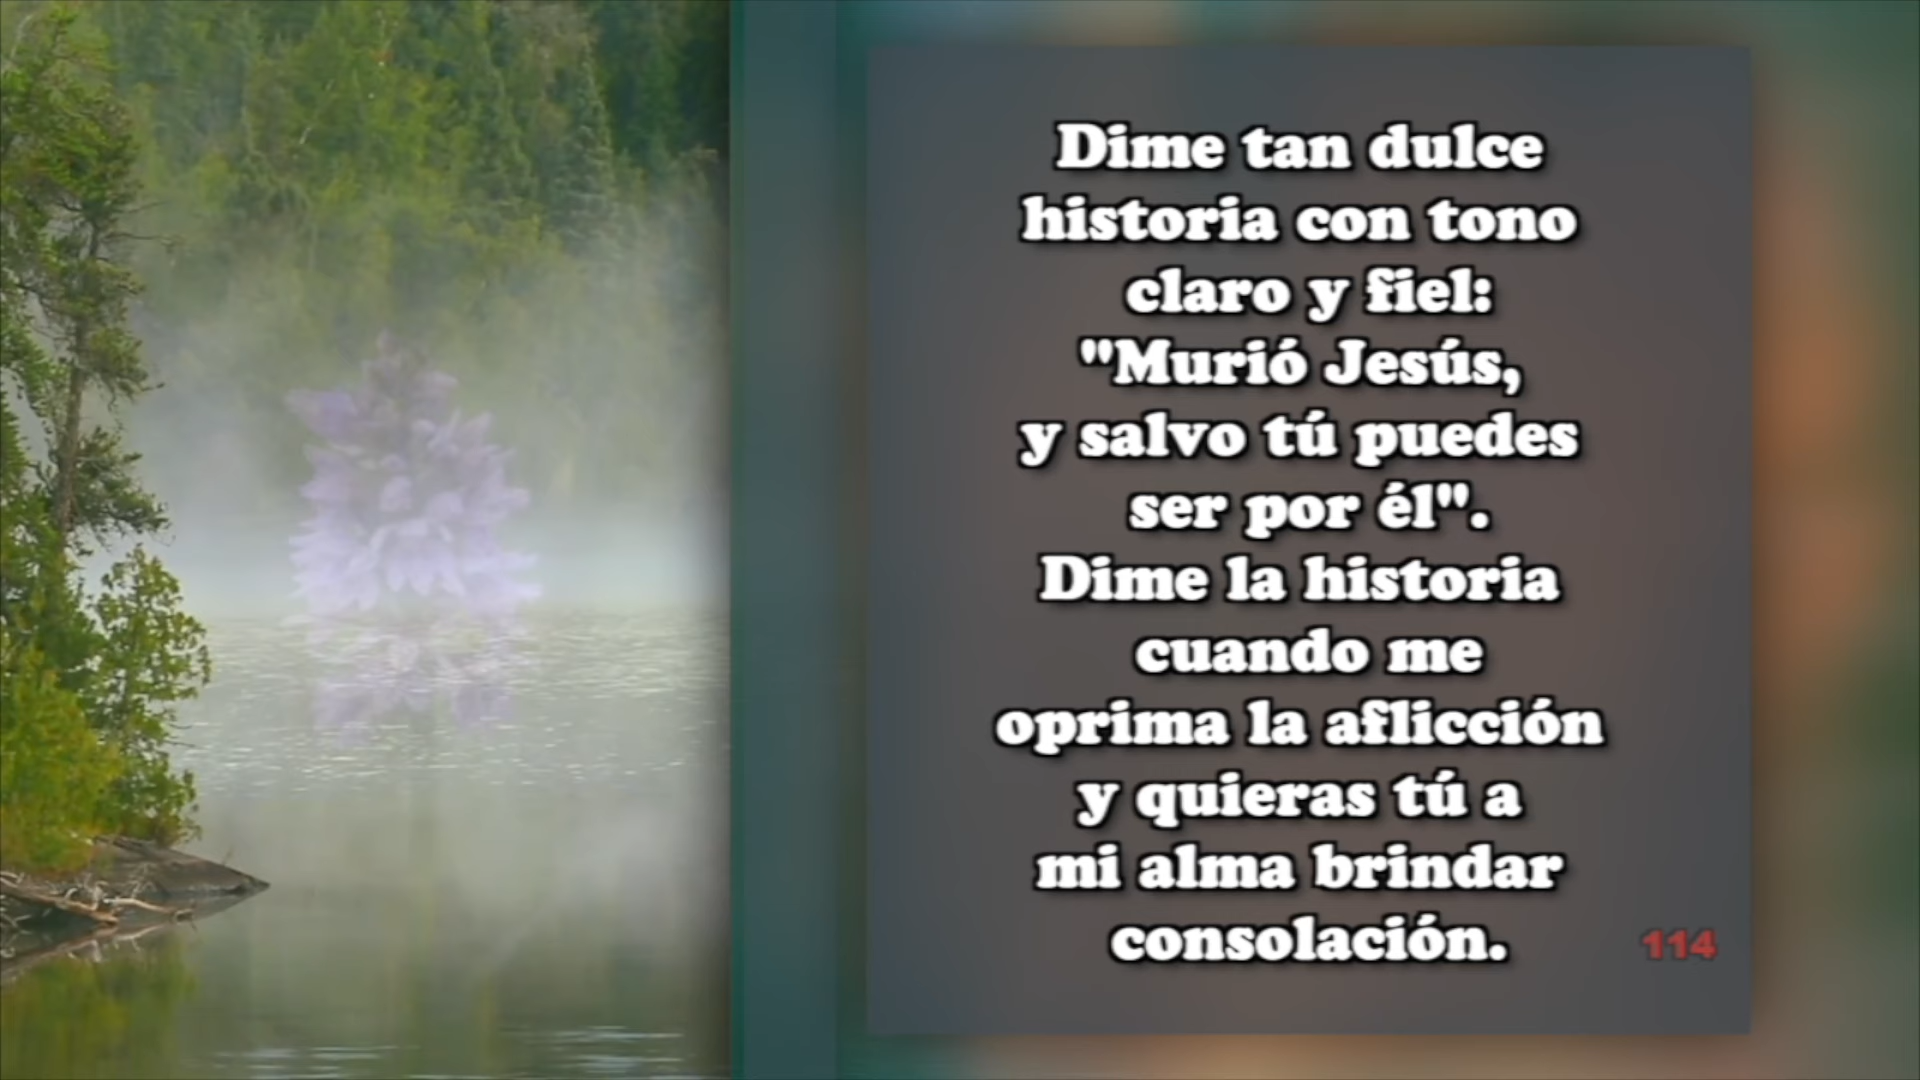 Dime tan dulce
historia con tono
claro y fiel:
"Murió Jesús,
y salvo tú puedes
ser por él".
Dime la historia
cuando me
oprima la aflicción
y quieras tú a
mi alma brindar
consolación.
114